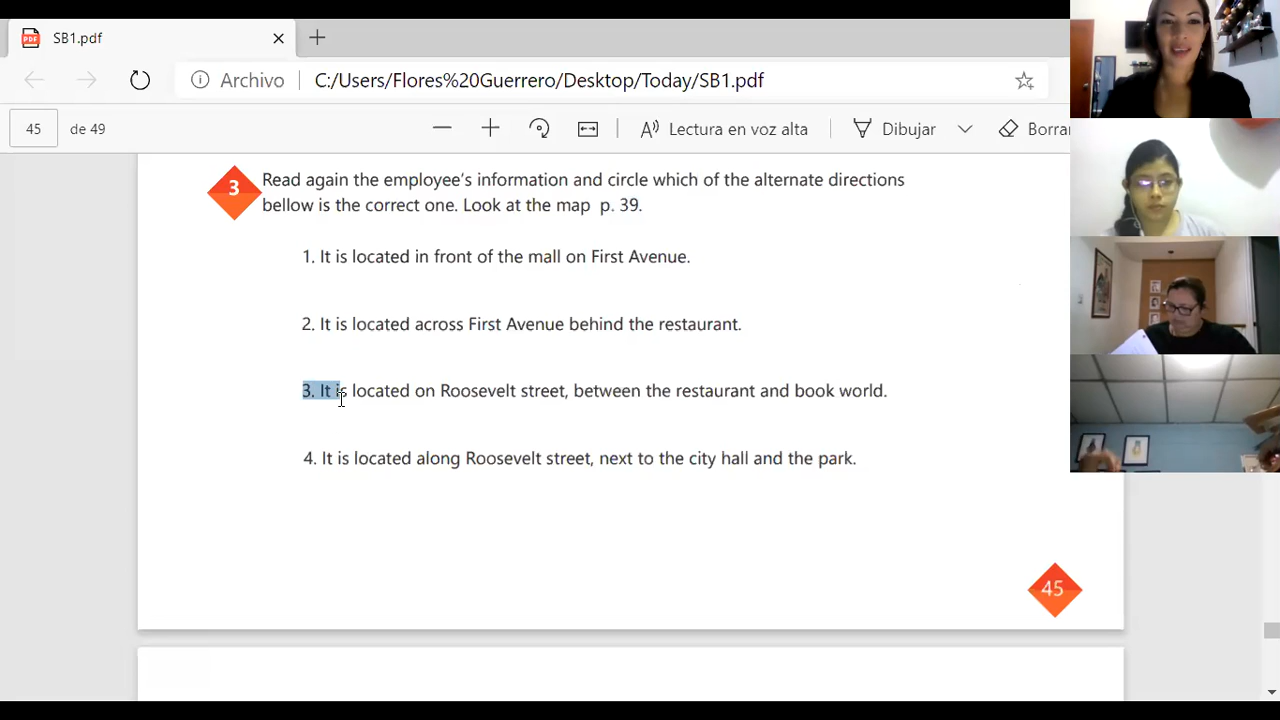 SB1.pdf
Archivo C:/Users/Flores%20Guerrero/Desktop/Today/SB1.pdf
45 de 49 Lectura en voz alta Dibujar Borrar
3
Read again the employee's information and circle which of the alternate directions
bellow is the correct one. Look at the map p. 39.
1. It is located in front of the mall on First Avenue.
2. It is located across First Avenue behind the restaurant.
3. It is located on Roosevelt street, between the restaurant and book world.
4. It is located along Roosevelt street, next to the city hall and the park.
45